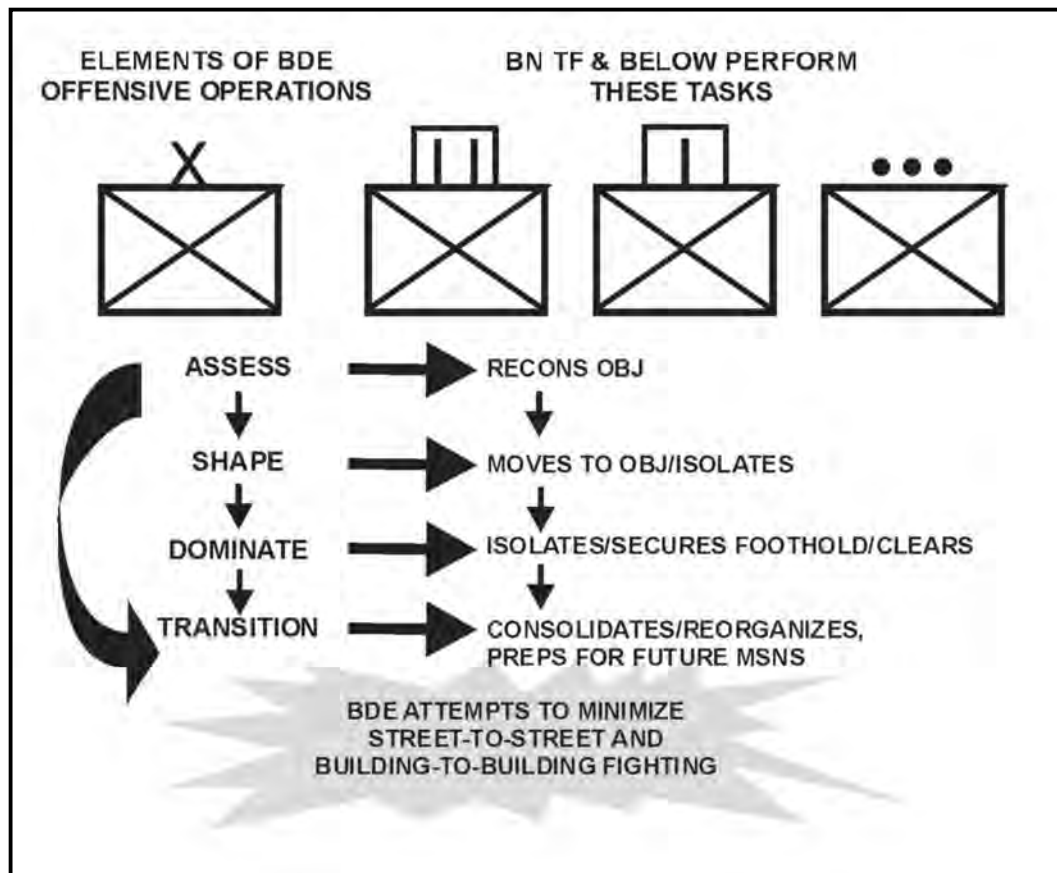 ELEMENTS OF BDE
OFFENSIVE OPERATIONS
BN TF & BELOW PERFORM
THESE TASKS
X
ASSESS
RECONS OBJ
SHAPE
MOVES TO OBJ/ISOLATES
DOMINATE
ISOLATES/SECURES FOOTHOLD/CLEARS
TRANSITION
CONSOLIDATES/REORGANIZES,
PREPS FOR FUTURE MSNS
BDE ATTEMPTS TO MINIMIZE
STREET-TO-STREET AND
BUILDING-TO-BUILDING FIGHTING